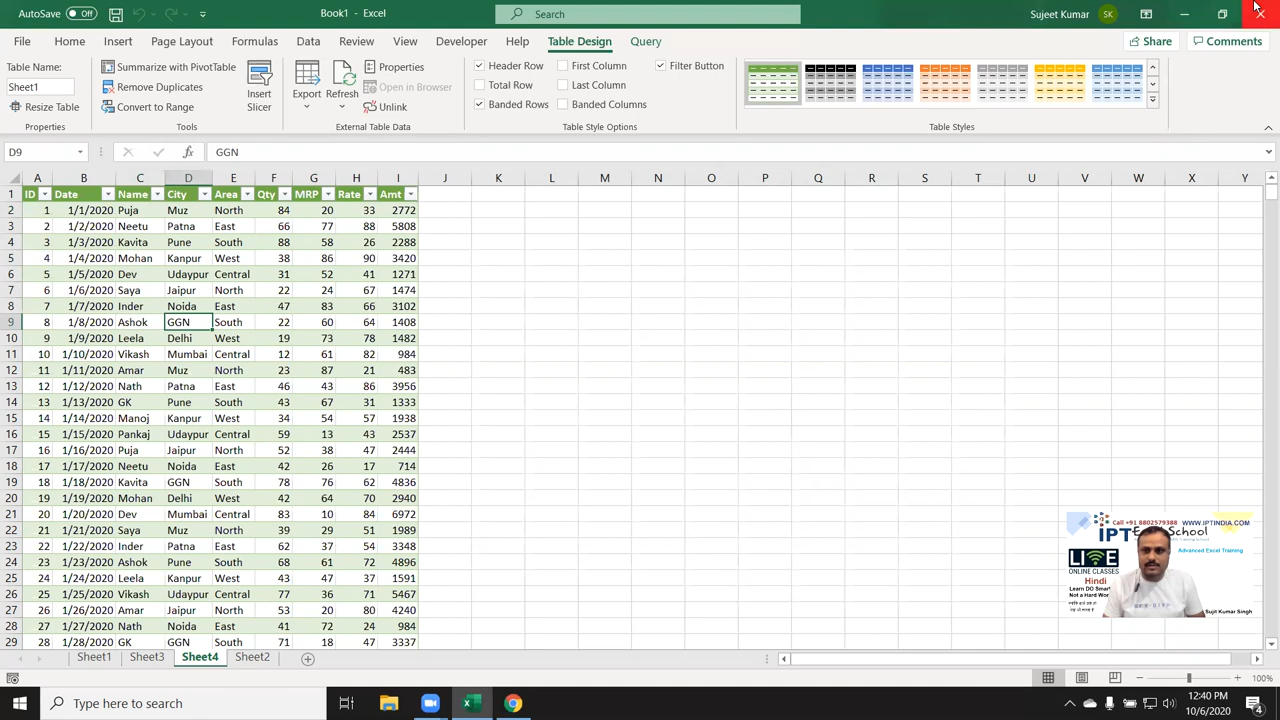 AutoSave Off Book1 - Excel Search Sujeet Kumar SK
File Home Insert Page Layout Formulas Data Review View Developer Help Table Design Query Share Comments
Table Name: Summarize with PivotTable Properties Header Row First Column Filter Button
Sheet1 Remove Duplicates Open in Browser Total Row Last Column
Resize Table Convert to Range Insert Slicer Export Refresh Unlink Banded Rows Banded Columns
Properties Tools External Table Data Table Style Options Table Styles
D9 fx GGN
A B C D E F G H I J K L M N O P Q R S T U V W X Y
1 ID Date Name City Area Qty MRP Rate Amt
2 1 1/1/2020 Puja Muz North 84 20 33 2772
3 2 1/2/2020 Neetu Patna East 66 77 88 5808
4 3 1/3/2020 Kavita Pune South 88 58 26 2288
5 4 1/4/2020 Mohan Kanpur West 38 86 90 3420
6 5 1/5/2020 Dev Udaypur Central 31 52 41 1271
7 6 1/6/2020 Saya Jaipur North 22 24 67 1474
8 7 1/7/2020 Inder Noida East 47 83 66 3102
9 8 1/8/2020 Ashok GGN South 22 60 64 1408
10 9 1/9/2020 Leela Delhi West 19 73 78 1482
11 10 1/10/2020 Vikash Mumbai Central 12 61 82 984
12 11 1/11/2020 Amar Muz North 23 87 21 483
13 12 1/12/2020 Nath Patna East 46 43 86 3956
14 13 1/13/2020 GK Pune South 43 67 31 1333
15 14 1/14/2020 Manoj Kanpur West 34 54 57 1938
16 15 1/15/2020 Pankaj Udaypur Central 59 13 43 2537
17 16 1/16/2020 Puja Jaipur North 52 38 47 2444
18 17 1/17/2020 Neetu Noida East 42 26 17 714
19 18 1/18/2020 Kavita GGN South 78 76 62 4836
20 19 1/19/2020 Mohan Delhi West 42 64 70 2940
21 20 1/20/2020 Dev Mumbai Central 83 10 84 6972
22 21 1/21/2020 Saya Muz North 39 29 51 1989
23 22 1/22/2020 Inder Patna East 62 37 54 3348
24 23 1/23/2020 Ashok Pune South 68 61 72 4896
25 24 1/24/2020 Leela Kanpur West 43 47 37 1591
26 25 1/25/2020 Vikash Udaypur Central 77 36 71 5467
27 26 1/26/2020 Amar Jaipur North 53 20 80 4240
28 27 1/27/2020 Nath Noida East 41 72 24 984
29 28 1/28/2020 GK GGN South 71 18 47 3337
Call +91 8802579388 WWW.IPTINDIA.COM
IPT School
Advanced Excel Training
LIVE
ONLINE CLASSES
Hindi
Learn DO Smart
Not a Hard
Sujit Kumar Singh
Sheet1 Sheet3 Sheet4 Sheet2
100%
Type here to search
12:40 PM
10/6/2020
4